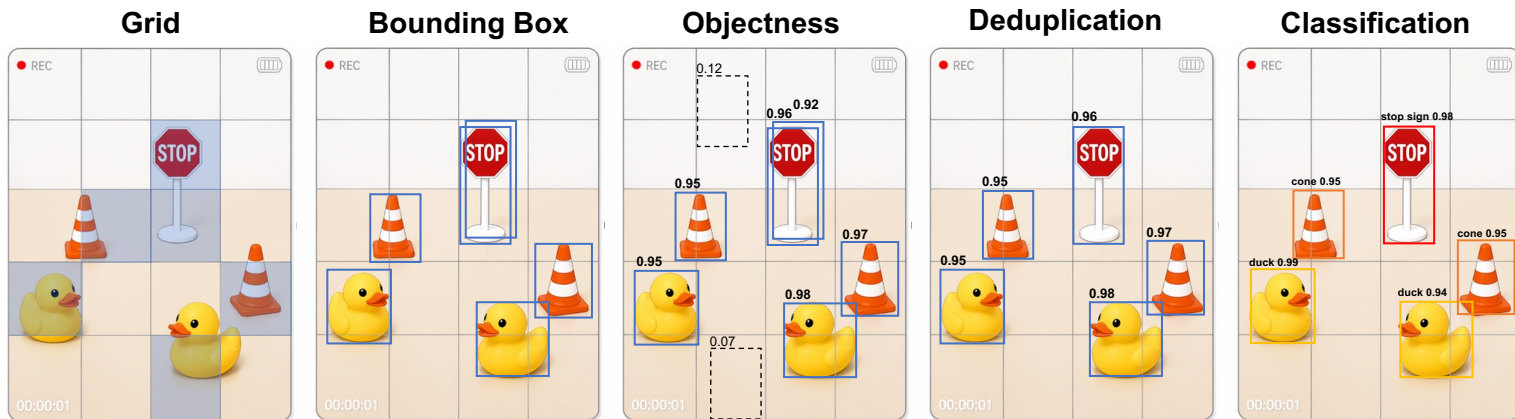 Grid
REC
STOP
00:00:01
Bounding Box
REC
STOP
00:00:01
Objectness
REC
0.12
0.96 0.92
STOP
0.95
0.97
0.95
0.98
0.07
00:00:01
Deduplication
REC
0.96
STOP
0.95
0.97
0.95
0.98
00:00:01
Classification
REC
stop sign 0.98
STOP
cone 0.95
cone 0.95
duck 0.99
duck 0.94
00:00:01